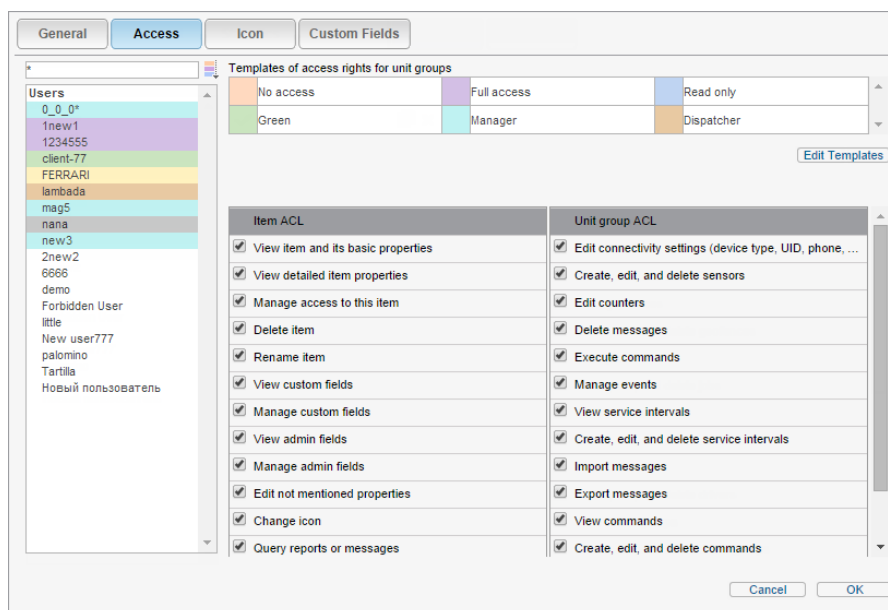 General Access Icon Custom Fields
*
Templates of access rights for unit groups
No access Full access Read only
Green Manager Dispatcher
Edit Templates
Users
0_0_0*
1new1
1234555
client-77
FERRARI
lambada
mag5
nana
new3
2new2
6666
demo
Forbidden User
little
New user777
palomino
Tartilla
Новый пользователь
Item ACL Unit group ACL
View item and its basic properties Edit connectivity settings (device type, UID, phone, ...
View detailed item properties Create, edit, and delete sensors
Manage access to this item Edit counters
Delete item Delete messages
Rename item Execute commands
View custom fields Manage events
Manage custom fields View service intervals
View admin fields Create, edit, and delete service intervals
Manage admin fields Import messages
Edit not mentioned properties Export messages
Change icon View commands
Query reports or messages Create, edit, and delete commands
Cancel OK